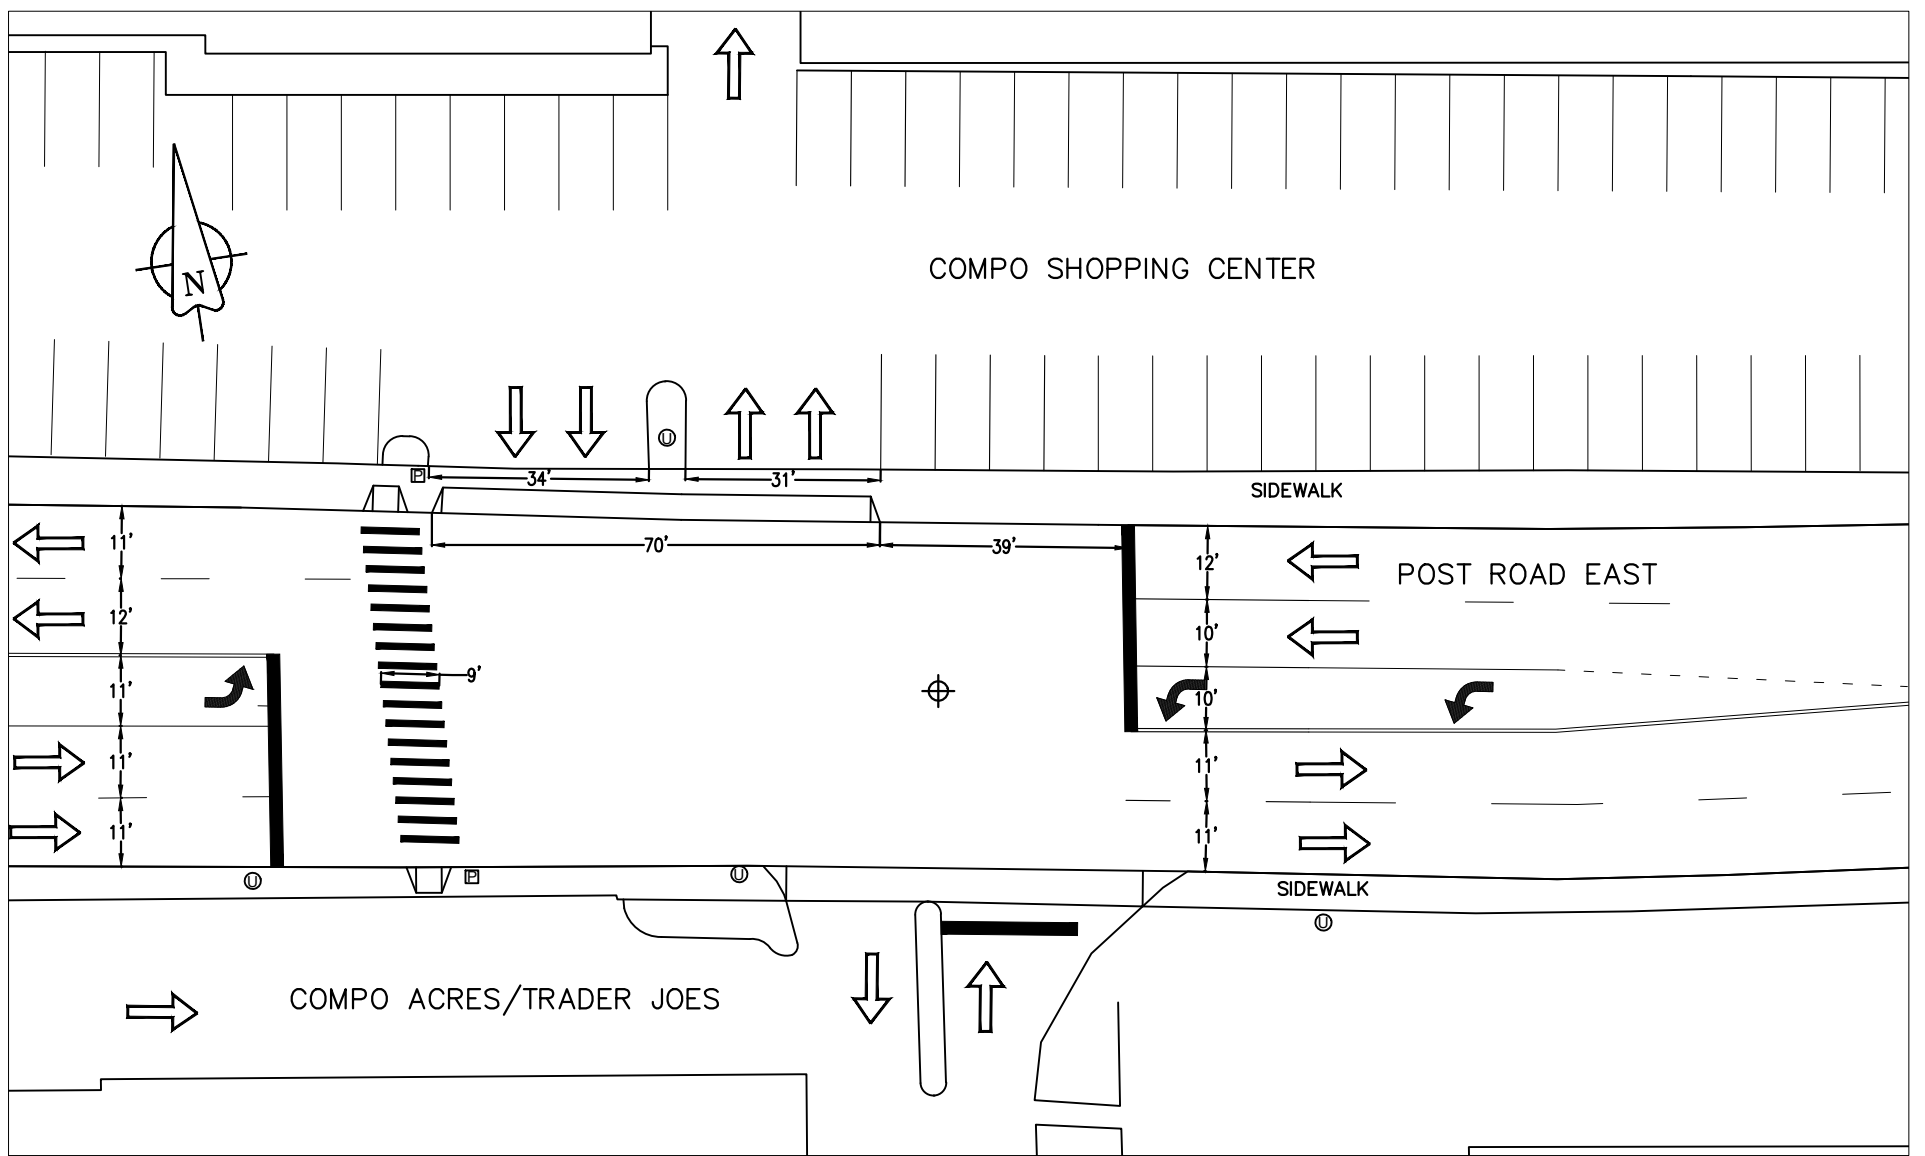 N
COMPO SHOPPING CENTER
U
P
34'
31'
SIDEWALK
11'
70'
39'
12'
POST ROAD EAST
12'
10'
9'
11'
10'
11'
11'
11'
11'
U
P
U
SIDEWALK
U
COMPO ACRES/TRADER JOES